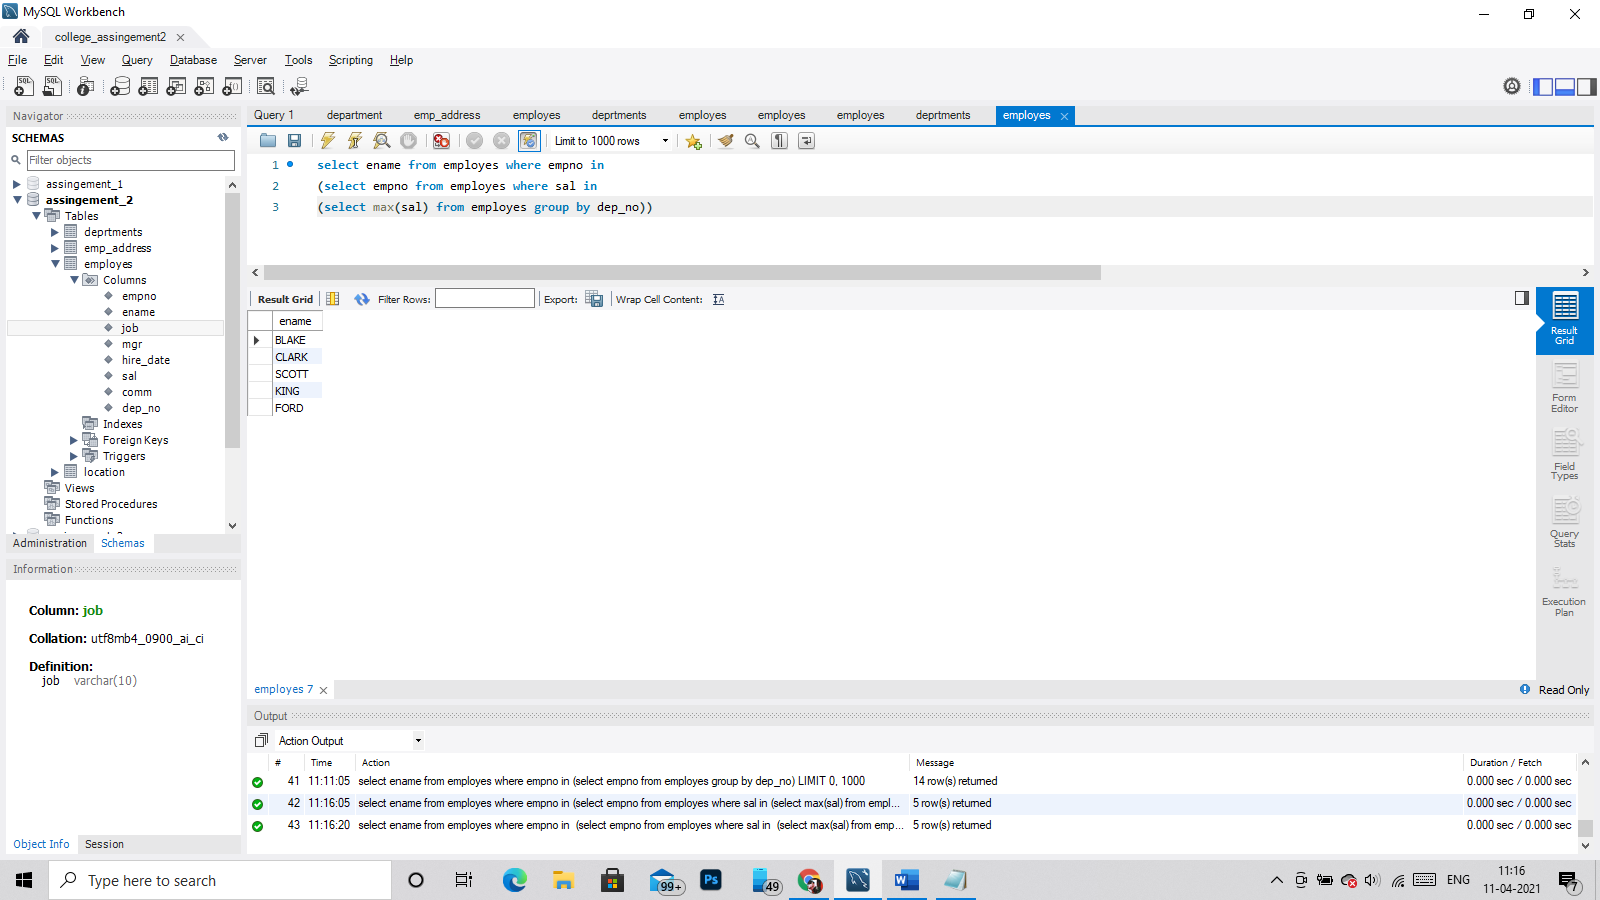 MySQL Workbench
college_assingement2
File Edit View Query Database Server Tools Scripting Help
Navigator
SCHEMAS
Filter objects
assingement_1
assingement_2
Tables
deprtments
emp_address
employes
Columns
empno
ename
job
mgr
hire_date
sal
comm
dep_no
Indexes
Foreign Keys
Triggers
location
Views
Stored Procedures
Functions
Administration Schemas
Information
Column: job
Collation: utf8mb4_0900_ai_ci
Definition:
job varchar(10)
Object Info Session
Query 1 department emp_address employes deprtments employes employes employes deprtments employes
Limit to 1000 rows
1 select ename from employes where empno in
2 (select empno from employes where sal in
3 (select max(sal) from employes group by dep_no))
Result Grid Filter Rows: Export: Wrap Cell Content:
ename
BLAKE
CLARK
SCOTT
KING
FORD
Result
Grid
Form
Editor
Field
Types
Query
Stats
Execution
Plan
employes 7
Read Only
Output
Action Output
# Time Action Message Duration / Fetch
41 11:11:05 select ename from employes where empno in (select empno from employes group by dep_no) LIMIT 0, 1000 14 row(s) returned 0.000 sec / 0.000 sec
42 11:16:05 select ename from employes where empno in (select empno from employes where sal in (select max(sal) from empl... 5 row(s) returned 0.000 sec / 0.000 sec
43 11:16:20 select ename from employes where empno in (select empno from employes where sal in (select max(sal) from emp... 5 row(s) returned 0.000 sec / 0.000 sec
Type here to search
99+
Ps
49
ENG
11:16
11-04-2021
7